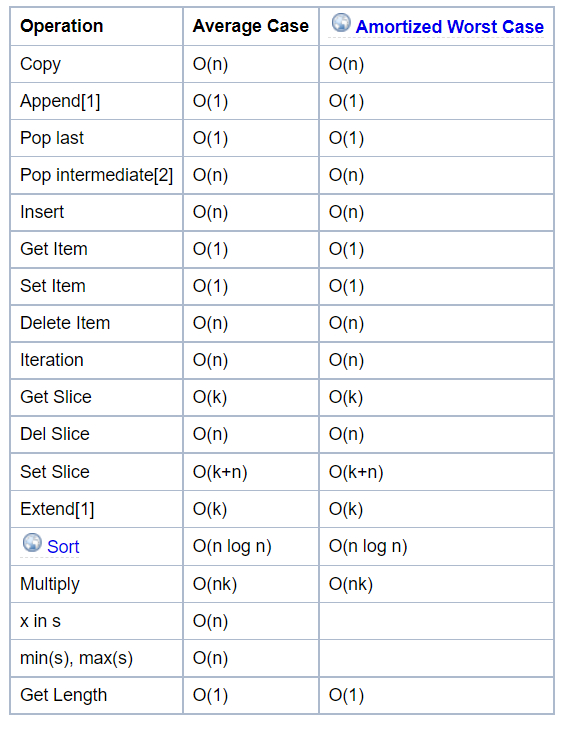 Operation Average Case Amortized Worst Case
Copy O(n) O(n)
Append[1] O(1) O(1)
Pop last O(1) O(1)
Pop intermediate[2] O(n) O(n)
Insert O(n) O(n)
Get Item O(1) O(1)
Set Item O(1) O(1)
Delete Item O(n) O(n)
Iteration O(n) O(n)
Get Slice O(k) O(k)
Del Slice O(n) O(n)
Set Slice O(k+n) O(k+n)
Extend[1] O(k) O(k)
Sort O(n log n) O(n log n)
Multiply O(nk) O(nk)
x in s O(n)
min(s), max(s) O(n)
Get Length O(1) O(1)